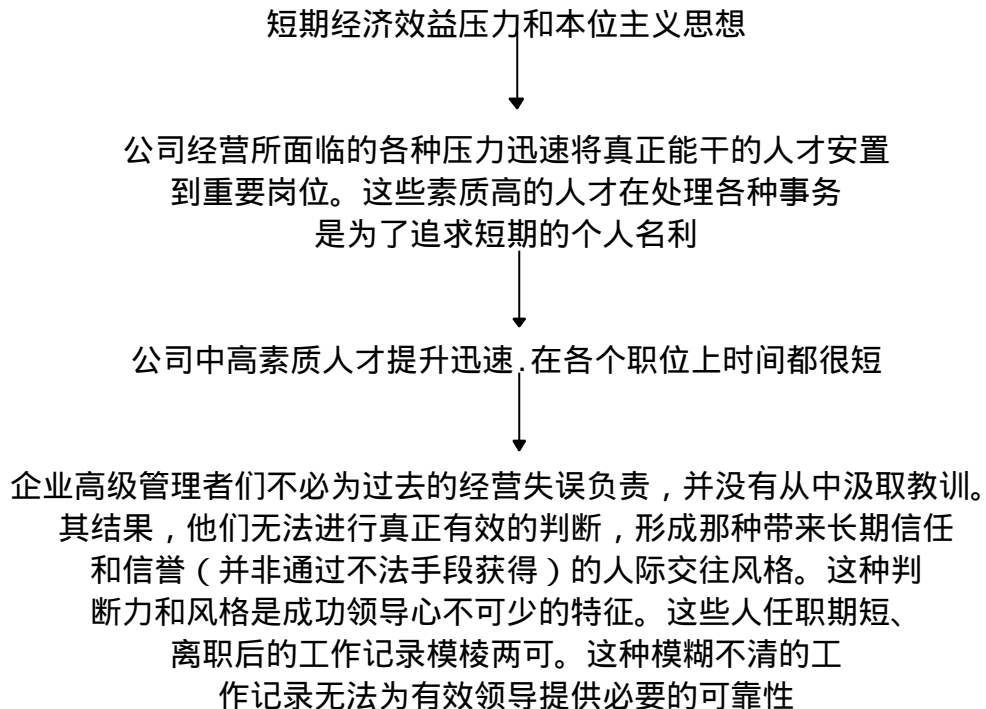 短期经济效益压力和本位主义思想
公司经营所面临的各种压力迅速将真正能干的人才安置
到重要岗位。这些素质高的人才在处理各种事务
是为了追求短期的个人名利
公司中高素质人才提升迅速.在各个职位上时间都很短
企业高级管理者们不必为过去的经营失误负责，并没有从中汲取教训。
其结果，他们无法进行真正有效的判断，形成那种带来长期信任
和信誉（并非通过不法手段获得）的人际交往风格。这种判
断力和风格是成功领导心不可少的特征。这些人任职期短、
离职后的工作记录模棱两可。这种模糊不清的工
作记录无法为有效领导提供必要的可靠性